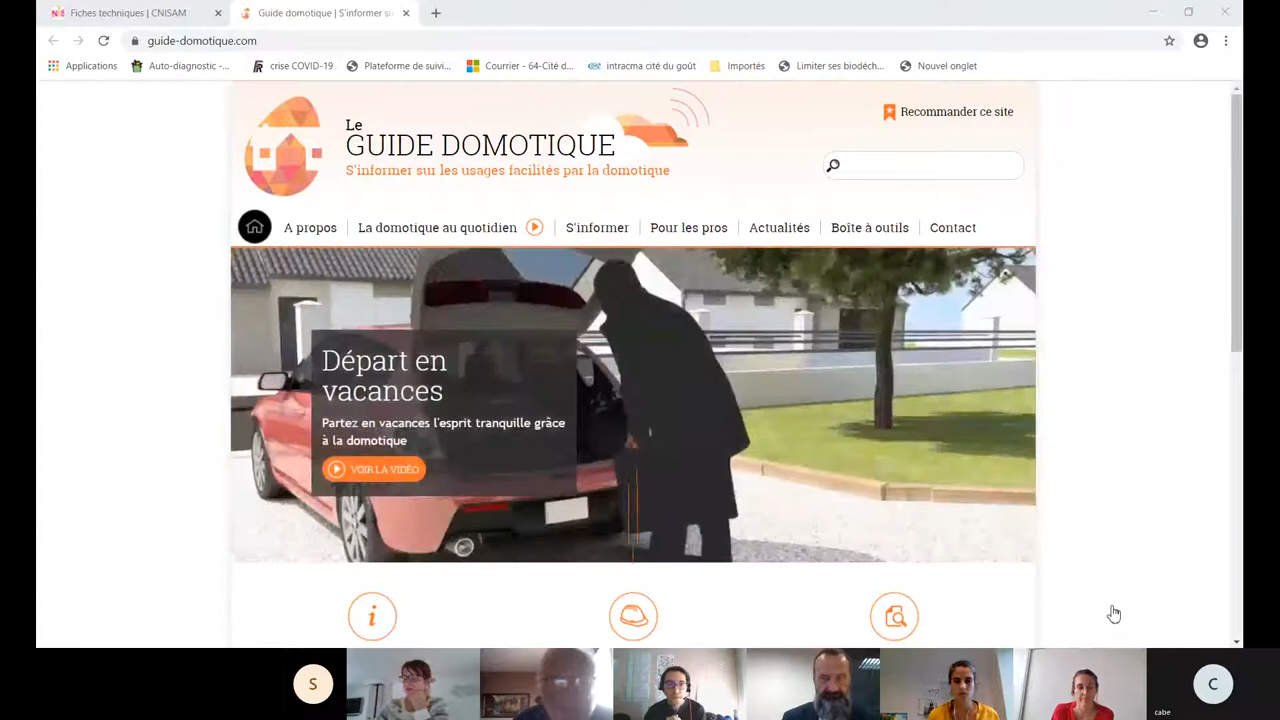 Fiches techniques | CNISAM
Guide domotique | S'informer si
guide-domotique.com
Applications
Auto-diagnostic -...
crise COVID-19
Plateforme de suivi...
Courrier - 64-Cité d...
intracma cité du goût
Importés
Limiter ses biodéch...
Nouvel onglet
Le
GUIDE DOMOTIQUE
S'informer sur les usages facilités par la domotique
Recommander ce site
A propos
La domotique au quotidien
S'informer
Pour les pros
Actualités
Boîte à outils
Contact
Départ en
vacances
Partez en vacances l'esprit tranquille grâce
à la domotique
VOIR LA VIDÉO
i
S
C
cabe